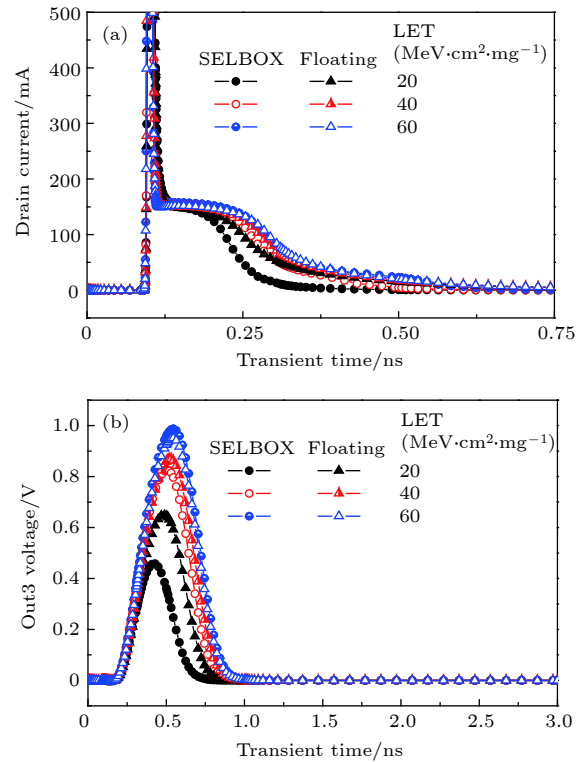 (a)
LET
(MeV·cm²·mg⁻¹)
SELBOX Floating
20
40
60
Drain current/mA
500
400
300
200
100
0
0 0.25 0.50 0.75
Transient time/ns
(b)
LET
(MeV·cm²·mg⁻¹)
SELBOX Floating
20
40
60
Out3 voltage/V
1.0
0.8
0.6
0.4
0.2
0
0 0.5 1.0 1.5 2.0 2.5 3.0
Transient time/ns